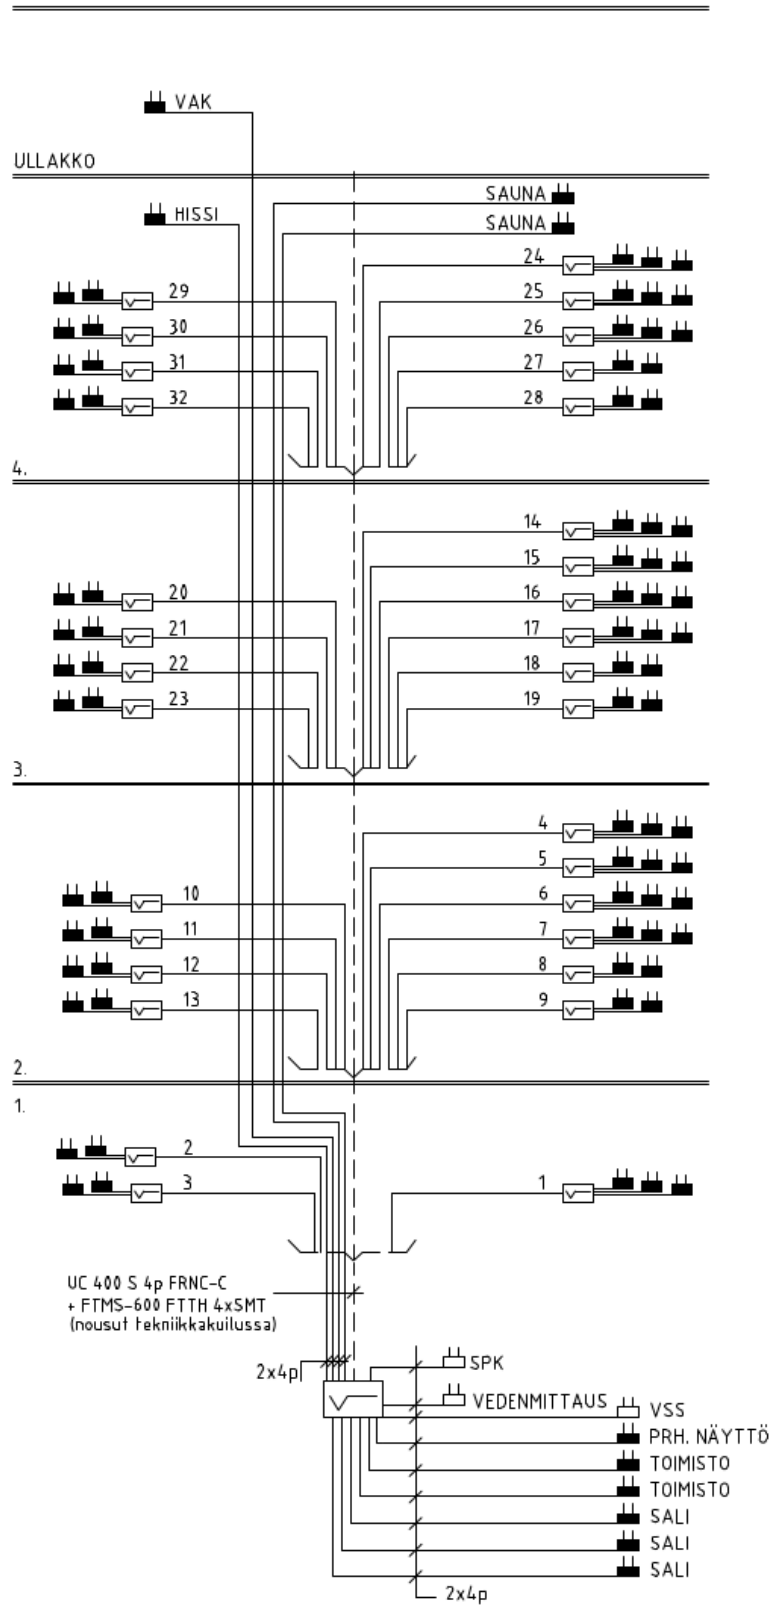 VAK
ULLAKKO
HISSI
SAUNA
SAUNA
24
29
25
30
26
31
27
32
28
4.
14
15
20
16
21
17
22
18
23
19
3.
4
5
10
6
11
7
12
8
13
9
2.
1.
2
3
1
UC 400 S 4p FRNC-C
+ FTMS-600 FTTH 4xSMT
(nousut tekniikkakuilussa)
2x4p
SPK
VEDENMITTAUS
VSS
PRH. NÄYTTÖ
TOIMISTO
TOIMISTO
SALI
SALI
SALI
2x4p